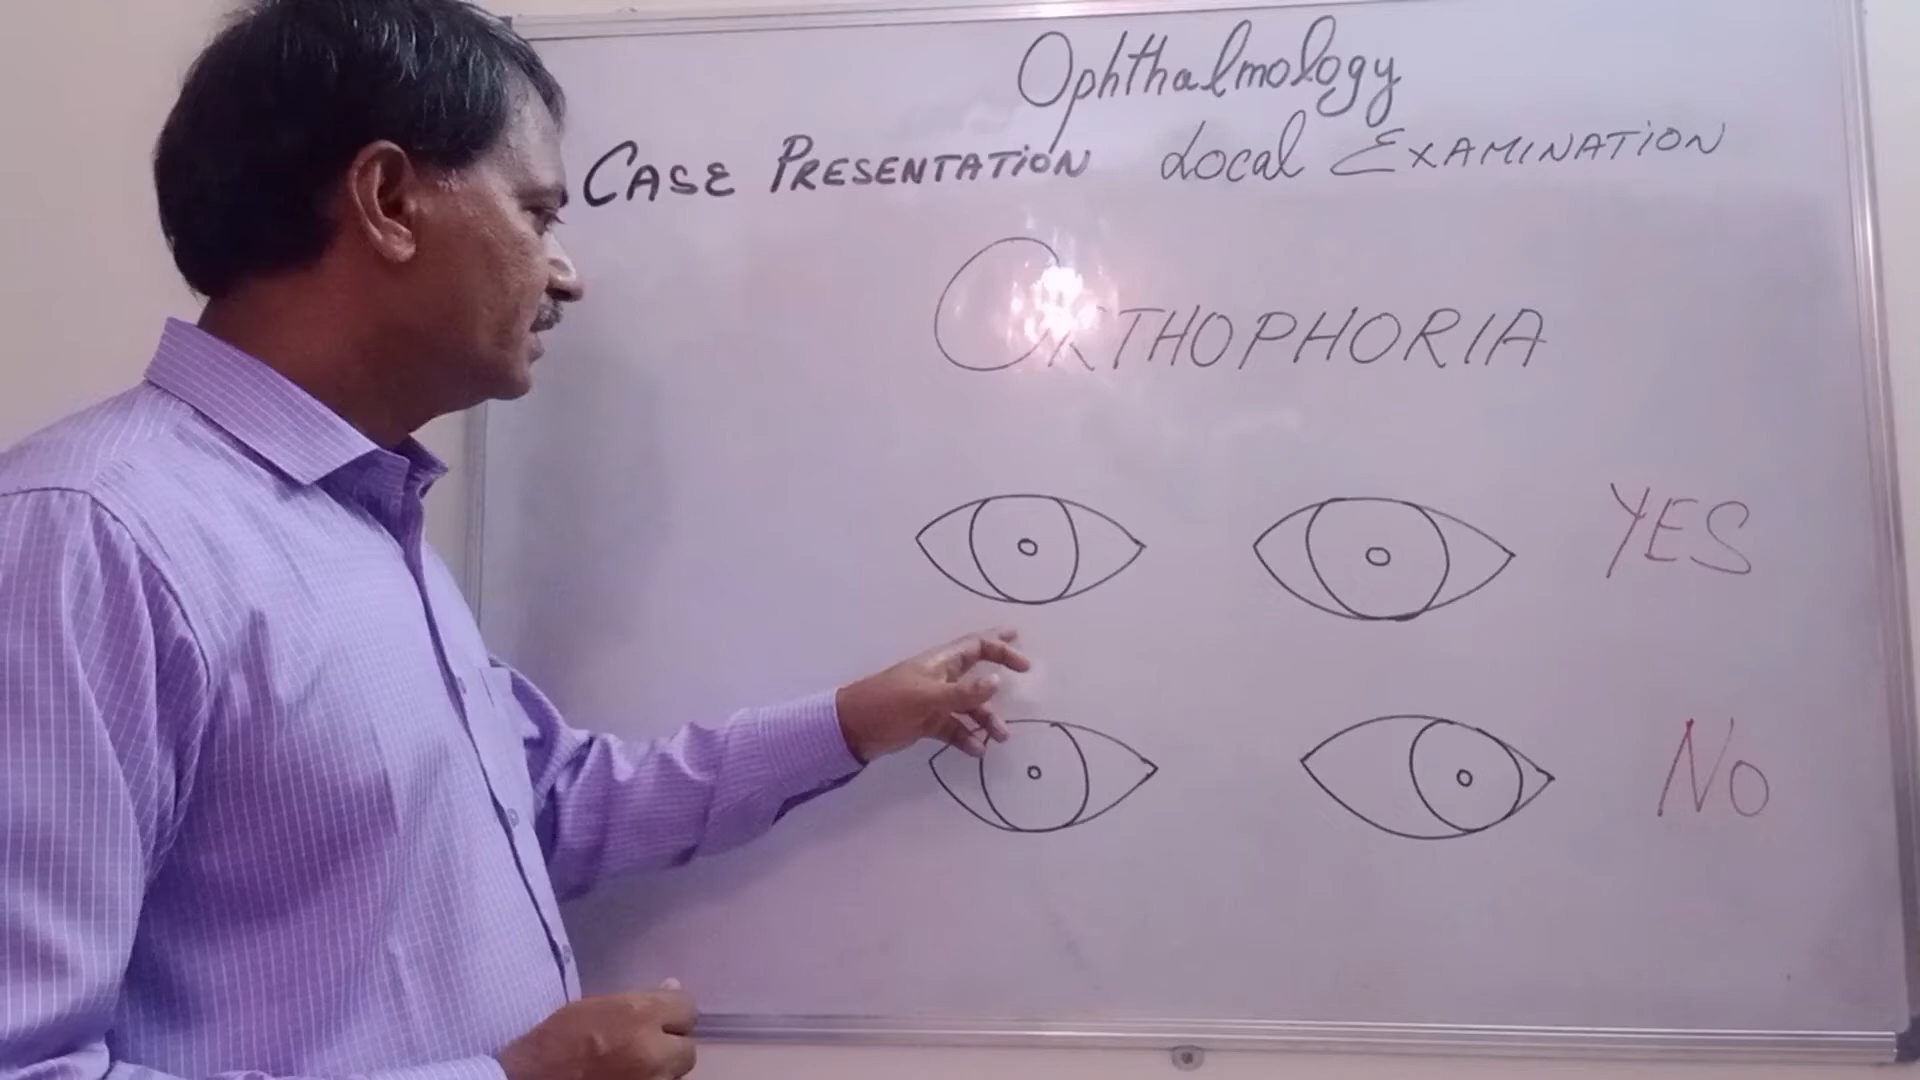 Ophthalmology
CASE PRESENTATION Local EXAMINATION
ORTHOPHORIA
YES
NO